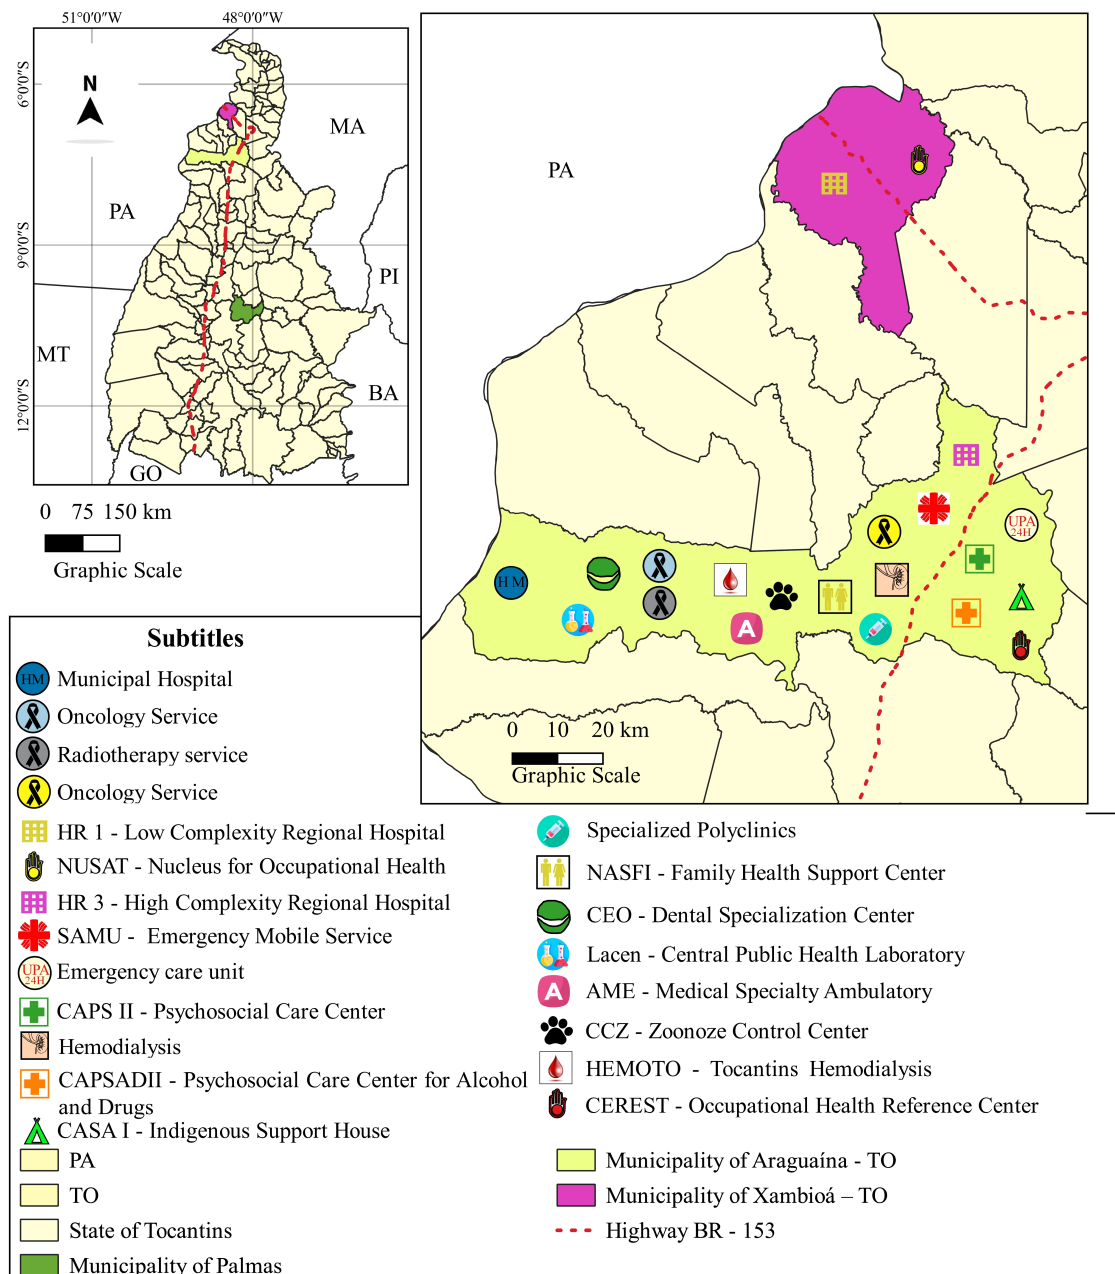 51°0'0"W
48°0'0"W
6°0'0"S
9°0'0"S
12°0'0"S
N
MA
PA
PI
MT
BA
GO
0 75 150 km
Graphic Scale
PA
HM
UPA
24H
A
0 10 20 km
Graphic Scale
Subtitles
HM Municipal Hospital
Oncology Service
Radiotherapy service
Oncology Service
HR 1 - Low Complexity Regional Hospital
NUSAT - Nucleus for Occupational Health
HR 3 - High Complexity Regional Hospital
SAMU - Emergency Mobile Service
UPA
24H
Emergency care unit
CAPS II - Psychosocial Care Center
Hemodialysis
CAPSADII - Psychosocial Care Center for Alcohol
and Drugs
CASA I - Indigenous Support House
PA
TO
State of Tocantins
Municipality of Palmas
Specialized Polyclinics
NASFI - Family Health Support Center
CEO - Dental Specialization Center
Lacen - Central Public Health Laboratory
A AME - Medical Specialty Ambulatory
CCZ - Zoonoze Control Center
HEMOTO - Tocantins Hemodialysis
CEREST - Occupational Health Reference Center
Municipality of Araguaína - TO
Municipality of Xambioá – TO
Highway BR - 153